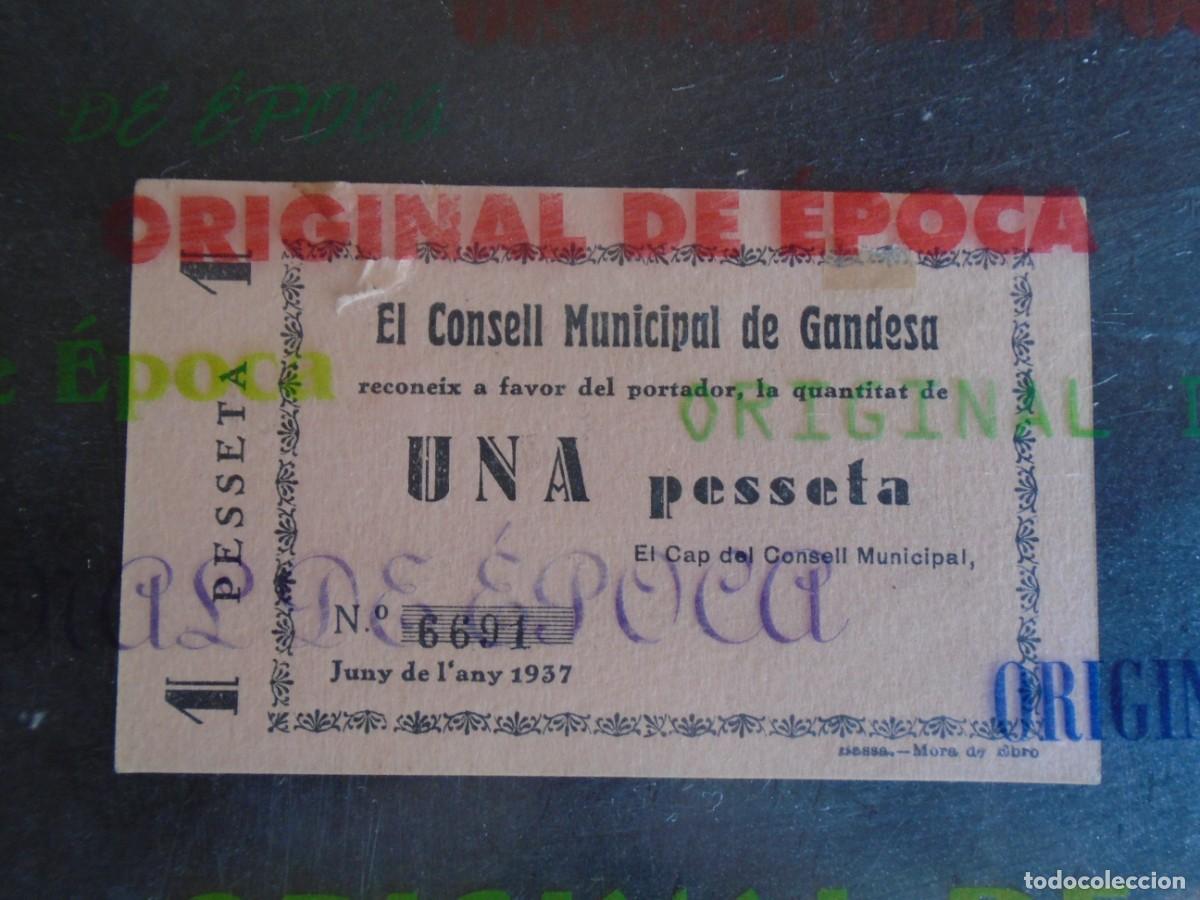 DE ÉPOCA
ORIGINAL DE ÉPOCA
El Consell Municipal de Gandesa
reconeix a favor del portador, la quantitat de
UNA pesseta
El Cap del Consell Municipal,
N.º 6691
Juny de l'any 1937
Mora de Ebro
1 PESSETA 1
Época
ORIGINAL
DE ÉPOCA
todocoleccion